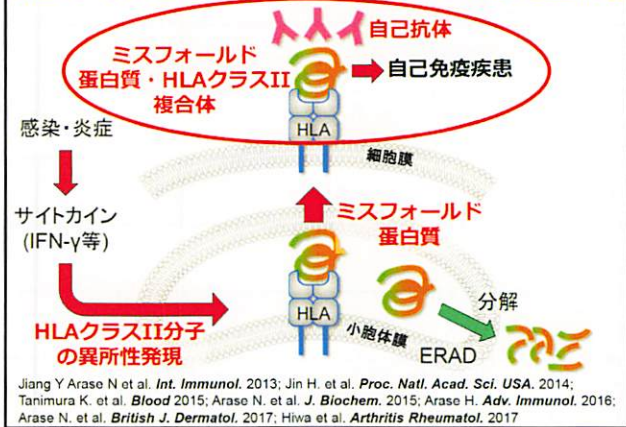 自己抗体
ミスフォールド
蛋白質・HLAクラスII
複合体
自己免疫疾患
HLA
感染・炎症
細胞膜
サイトカイン
(IFN-γ等)
ミスフォールド
蛋白質
HLA
分解
HLAクラスII分子
の異所性発現
小胞体膜
ERAD
Jiang Y Arase N et al. Int. Immunol. 2013; Jin H. et al. Proc. Natl. Acad. Sci. USA. 2014;
Tanimura K. et al. Blood 2015; Arase N. et al. J. Biochem. 2015; Arase H. Adv. Immunol. 2016;
Arase N. et al. British J. Dermatol. 2017; Hiwa et al. Arthritis Rheumatol. 2017